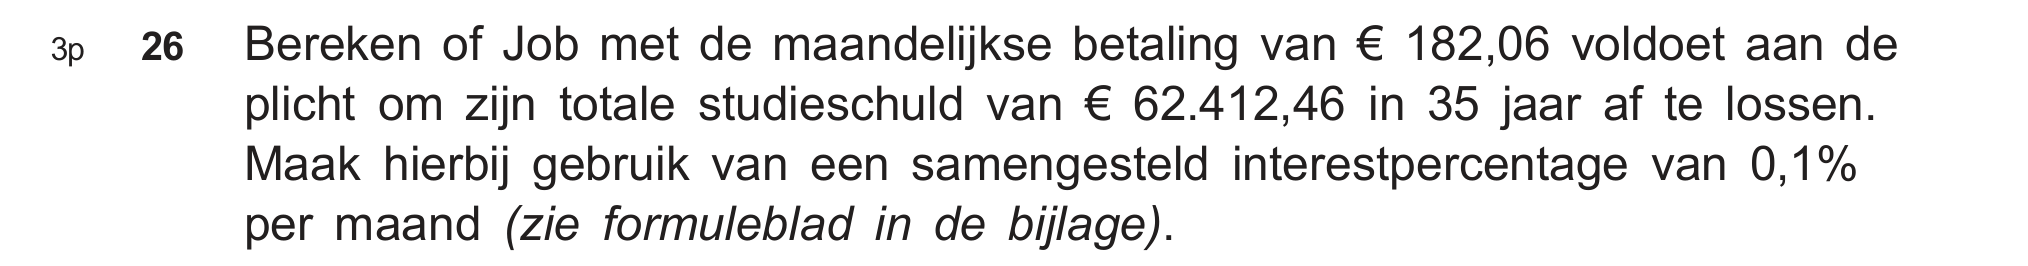 3p 26 Bereken of Job met de maandelijkse betaling van € 182,06 voldoet aan de
plicht om zijn totale studieschuld van € 62.412,46 in 35 jaar af te lossen.
Maak hierbij gebruik van een samengesteld interestpercentage van 0,1%
per maand (zie formuleblad in de bijlage).